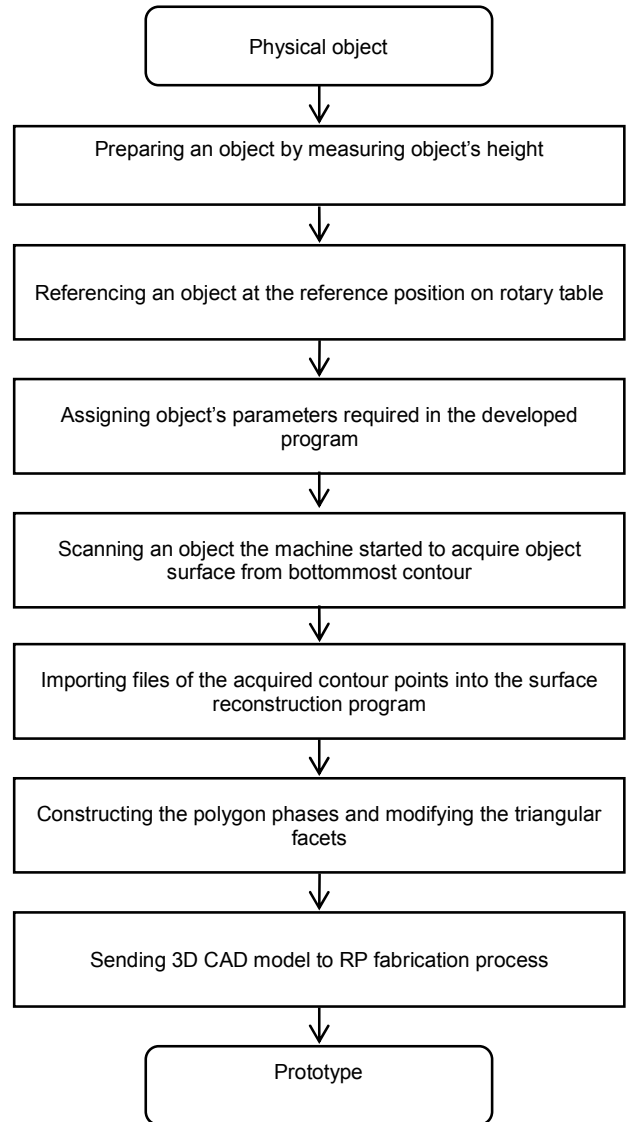 Physical object
Preparing an object by measuring object’s height
Referencing an object at the reference position on rotary table
Assigning object’s parameters required in the developed
program
Scanning an object the machine started to acquire object
surface from bottommost contour
Importing files of the acquired contour points into the surface
reconstruction program
Constructing the polygon phases and modifying the triangular
facets
Sending 3D CAD model to RP fabrication process
Prototype